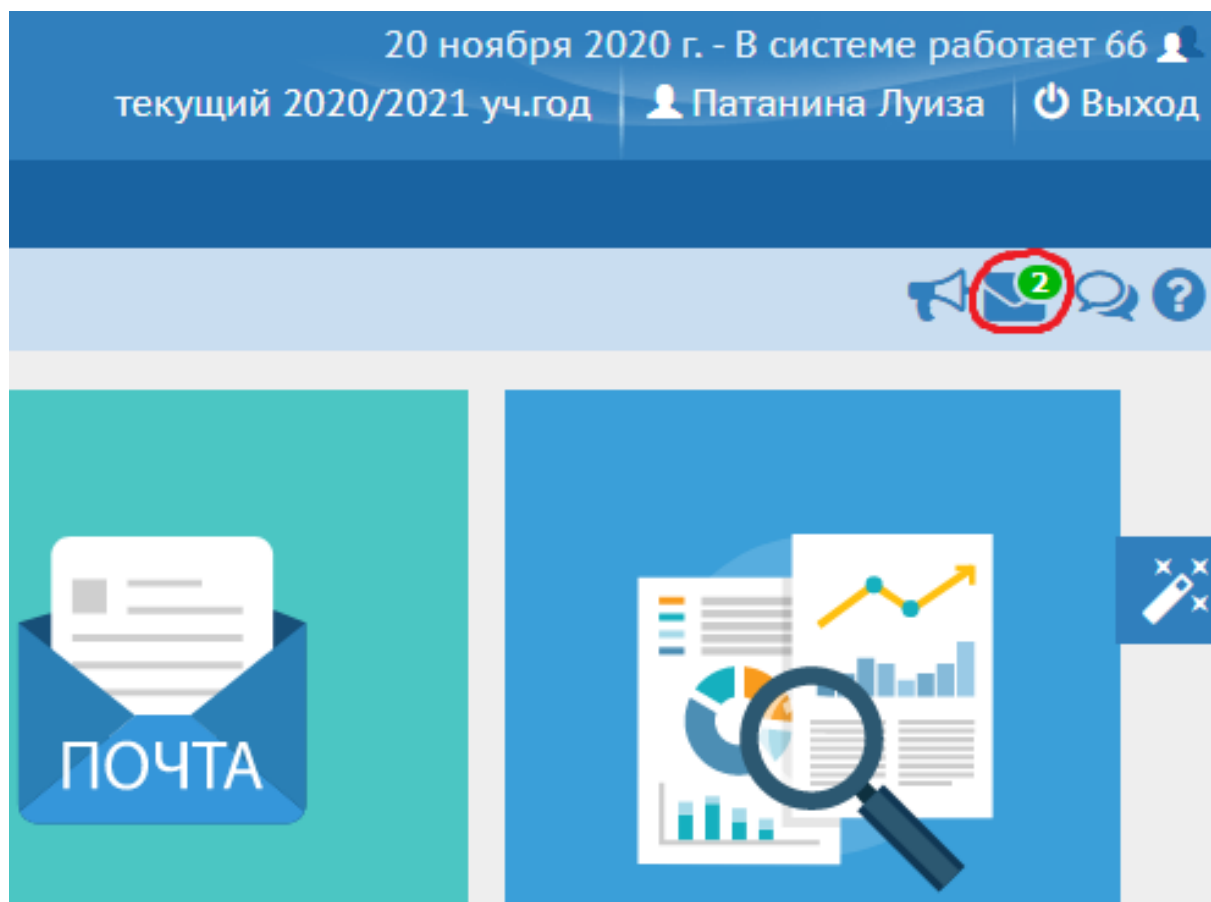 20 ноября 2020 г. - В системе работает 66
текущий 2020/2021 уч.год Патанина Луиза Выход
2
?
ПОЧТА